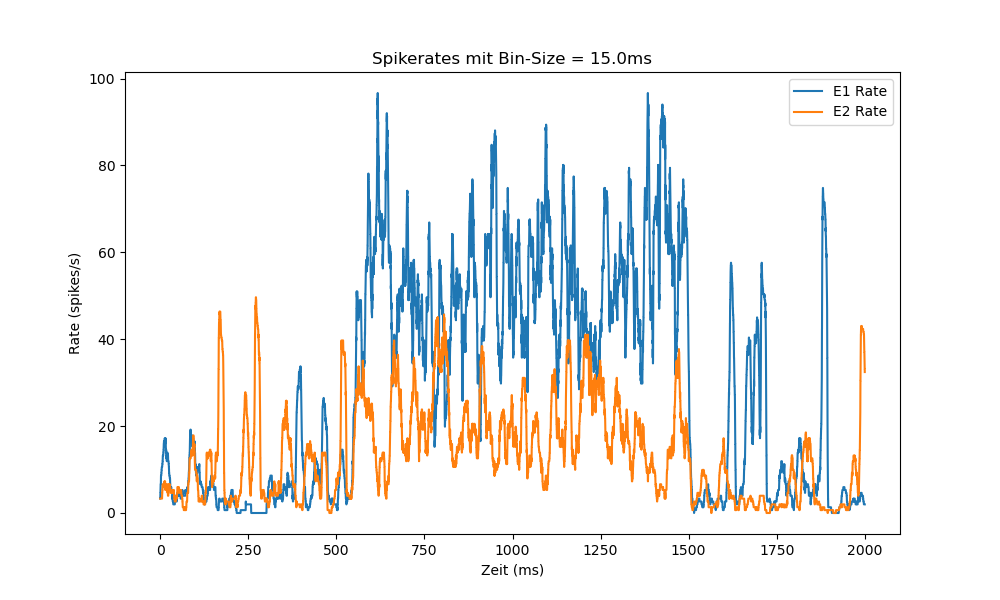 Spikerates mit Bin-Size = 15.0ms
E1 Rate
E2 Rate
Rate (spikes/s)
100
80
60
40
20
0
0 250 500 750 1000 1250 1500 1750 2000
Zeit (ms)